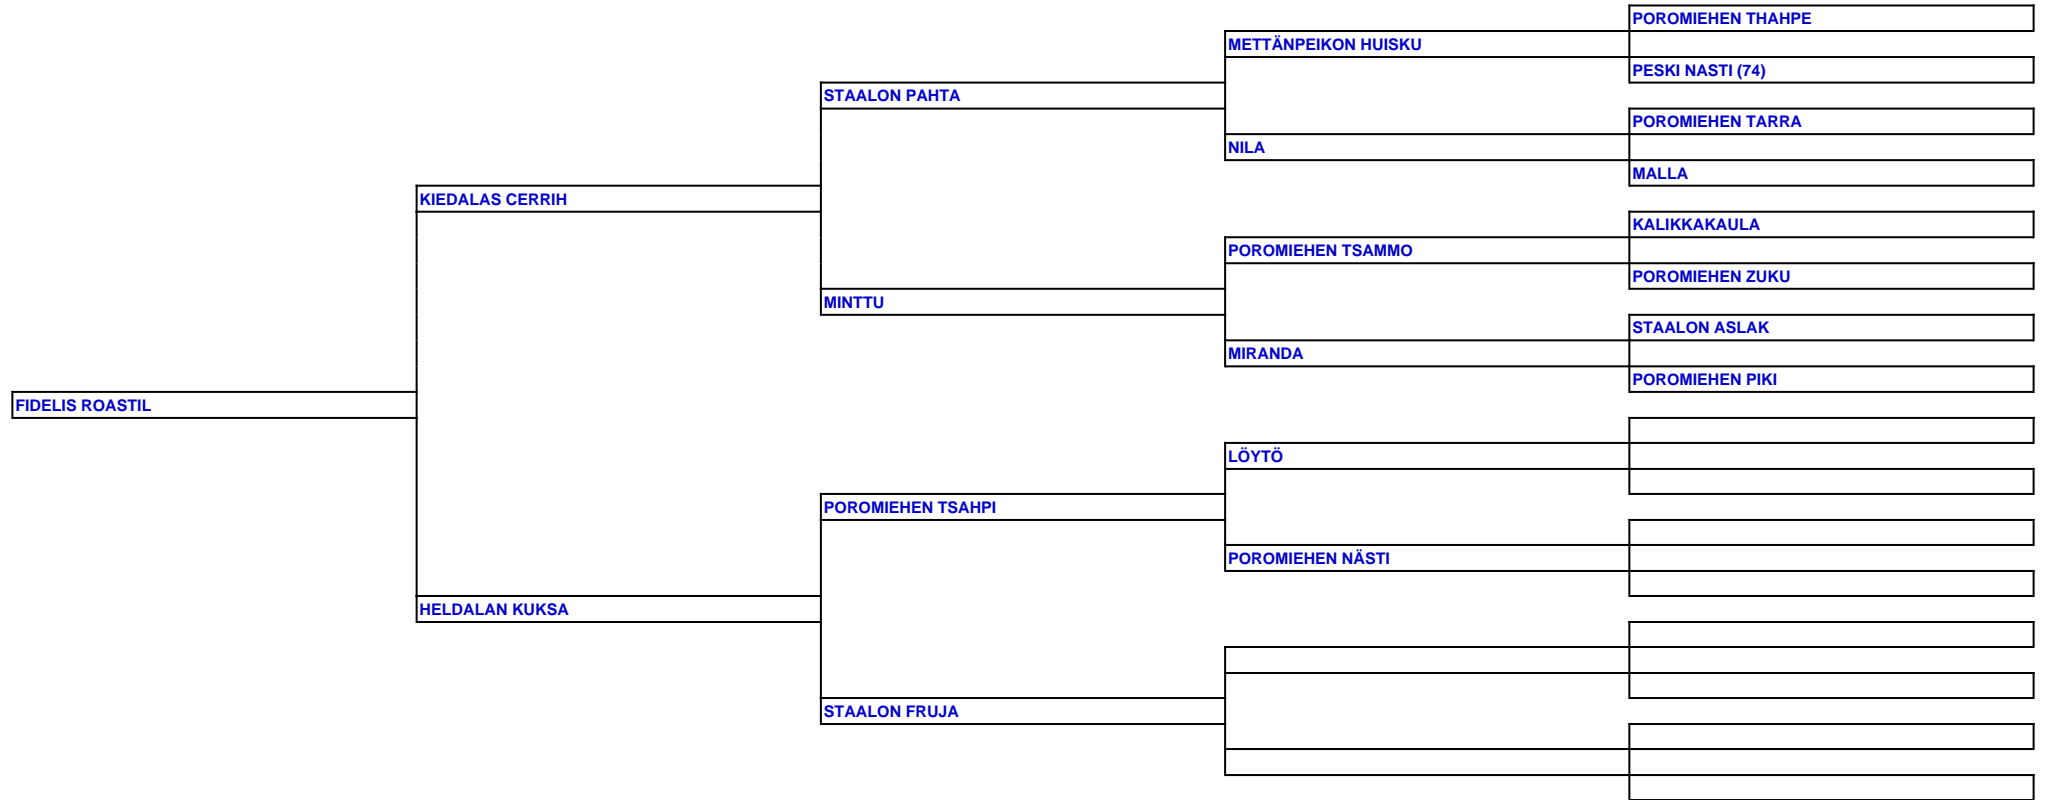 POROMIEHEN THAHPE
METTÄNPEIKON HUISKU
PESKI NASTI (74)
STAALON PAHTA
POROMIEHEN TARRA
NILA
MALLA
KIEDALAS CERRIH
KALIKKAKAULA
POROMIEHEN TSAMMO
POROMIEHEN ZUKU
MINTTU
STAALON ASLAK
MIRANDA
POROMIEHEN PIKI
FIDELIS ROASTIL
LÖYTÖ
POROMIEHEN TSAHPI
POROMIEHEN NÄSTI
HELDALAN KUKSA
STAALON FRUJA